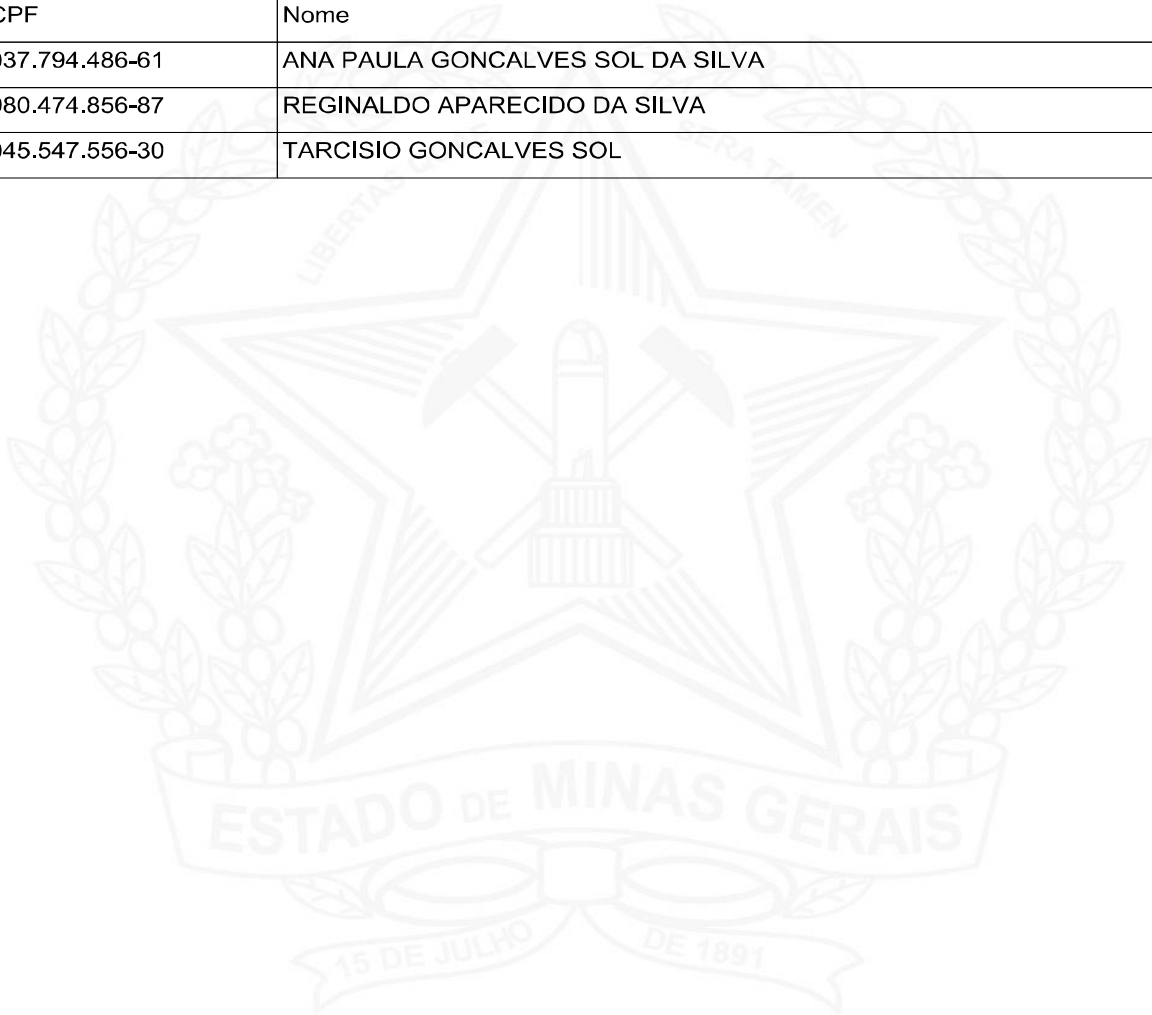 CPF Nome
037.794.486-61 ANA PAULA GONCALVES SOL DA SILVA
980.474.856-87 REGINALDO APARECIDO DA SILVA
045.547.556-30 TARCISIO GONCALVES SOL
LIBERTAS QUE SERA TAMEN
ESTADO DE MINAS GERAIS
15 DE JULHO DE 1891